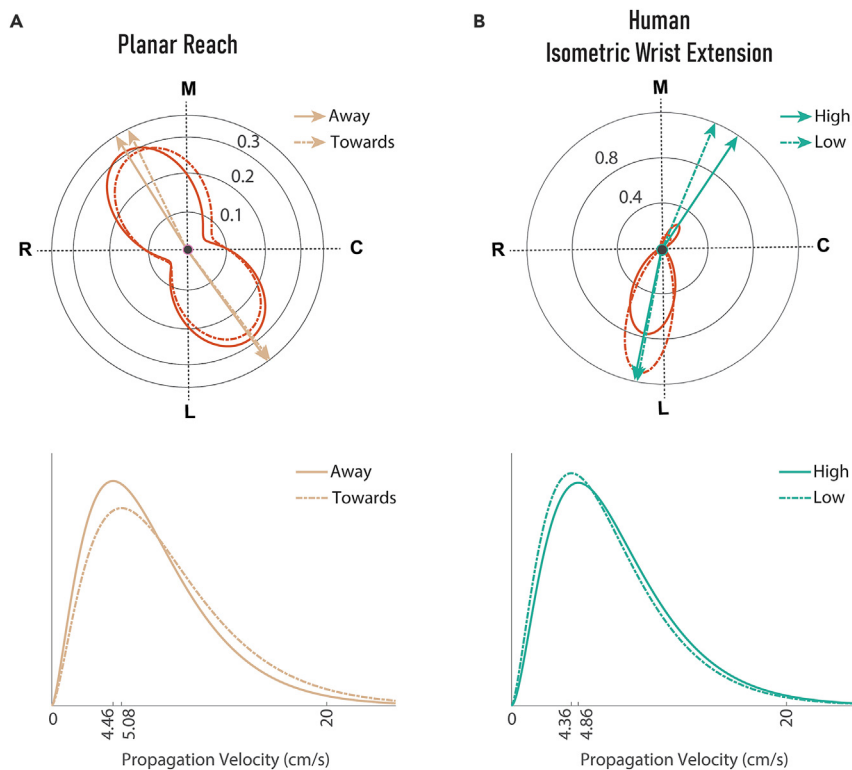 A
Planar Reach
M
Away
Towards
0.3
0.2
0.1
R
C
L
B
Human
Isometric Wrist Extension
M
High
Low
0.8
0.4
R
C
L
Away
Towards
0
4.46
5.08
20
Propagation Velocity (cm/s)
High
Low
0
4.36
4.86
20
Propagation Velocity (cm/s)